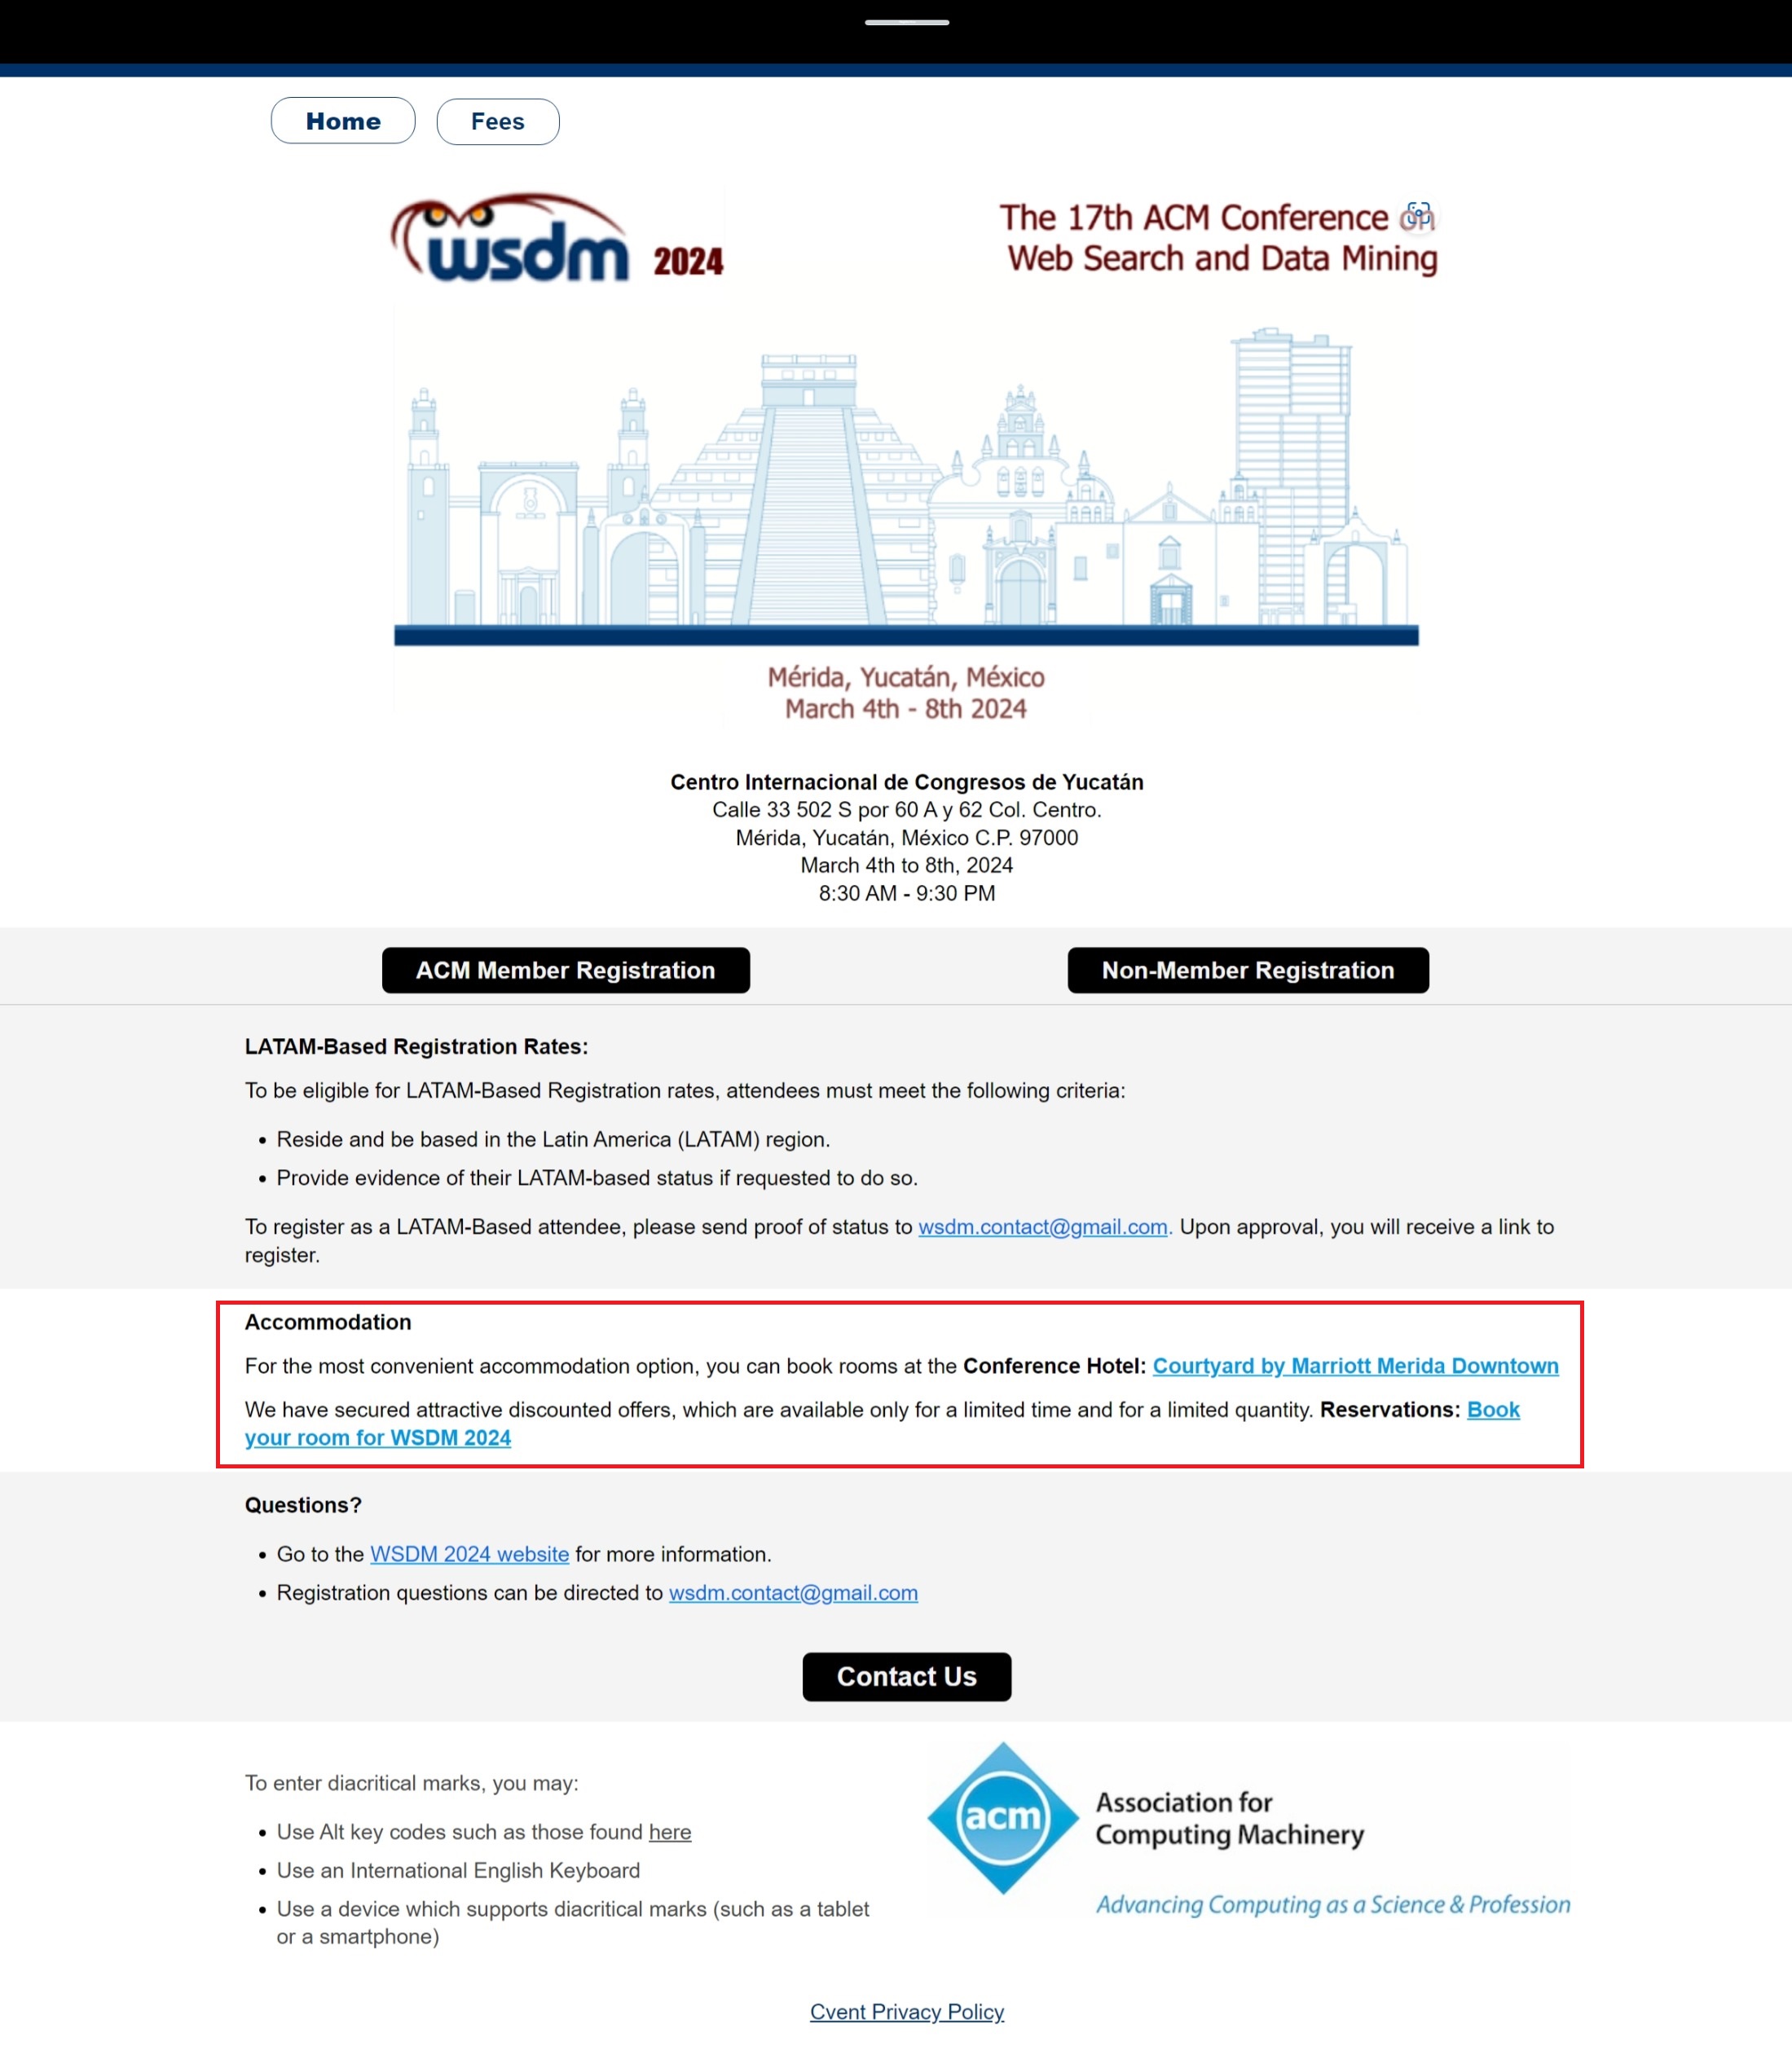 Home
Fees
wsdm 2024
The 17th ACM Conference on
Web Search and Data Mining
Mérida, Yucatán, México
March 4th - 8th 2024
Centro Internacional de Congresos de Yucatán
Calle 33 502 S por 60 A y 62 Col. Centro.
Mérida, Yucatán, México C.P. 97000
March 4th to 8th, 2024
8:30 AM - 9:30 PM
ACM Member Registration
Non-Member Registration
LATAM-Based Registration Rates:
To be eligible for LATAM-Based Registration rates, attendees must meet the following criteria:
• Reside and be based in the Latin America (LATAM) region.
• Provide evidence of their LATAM-based status if requested to do so.
To register as a LATAM-Based attendee, please send proof of status to wsdm.contact@gmail.com. Upon approval, you will receive a link to
register.
Accommodation
For the most convenient accommodation option, you can book rooms at the Conference Hotel: Courtyard by Marriott Merida Downtown
We have secured attractive discounted offers, which are available only for a limited time and for a limited quantity. Reservations: Book
your room for WSDM 2024
Questions?
• Go to the WSDM 2024 website for more information.
• Registration questions can be directed to wsdm.contact@gmail.com
Contact Us
To enter diacritical marks, you may:
• Use Alt key codes such as those found here
• Use an International English Keyboard
• Use a device which supports diacritical marks (such as a tablet
or a smartphone)
acm
Association for
Computing Machinery
Advancing Computing as a Science & Profession
Cvent Privacy Policy